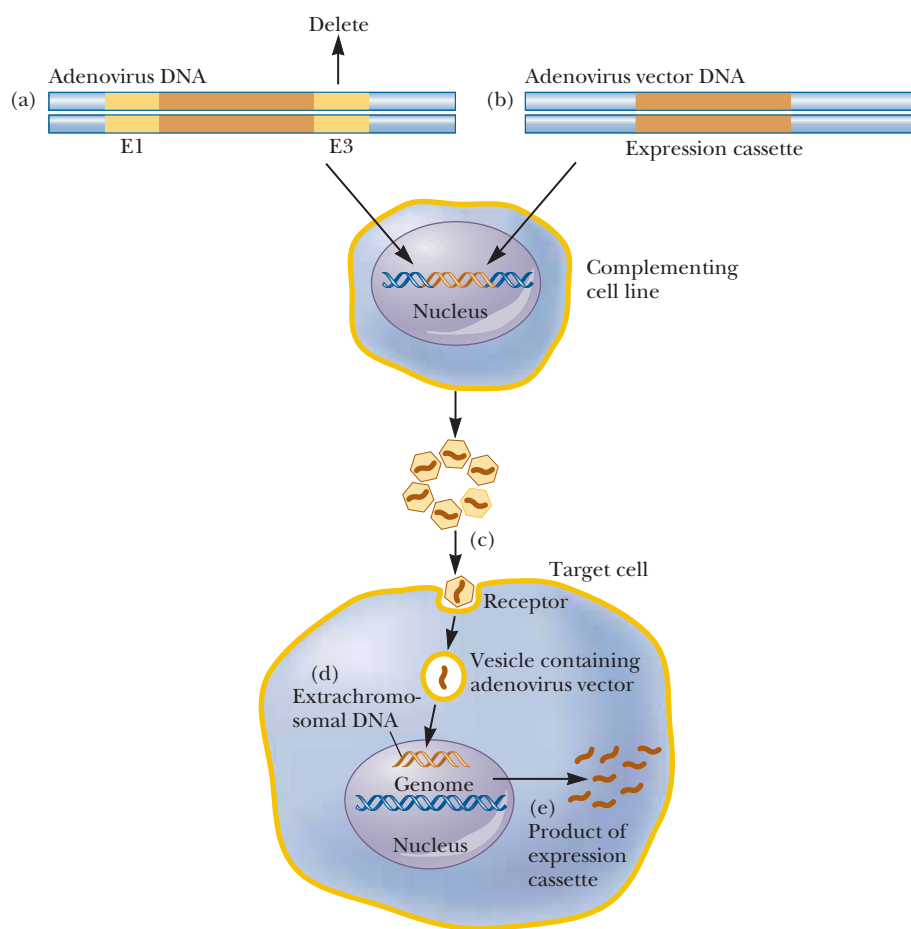 Delete
Adenovirus DNA
(a)
E1
E3
Adenovirus vector DNA
(b)
Expression cassette
Complementing
cell line
Nucleus
(c)
Target cell
Receptor
Vesicle containing
adenovirus vector
(d)
Extrachromo-
somal DNA
Genome
Nucleus
(e)
Product of
expression
cassette